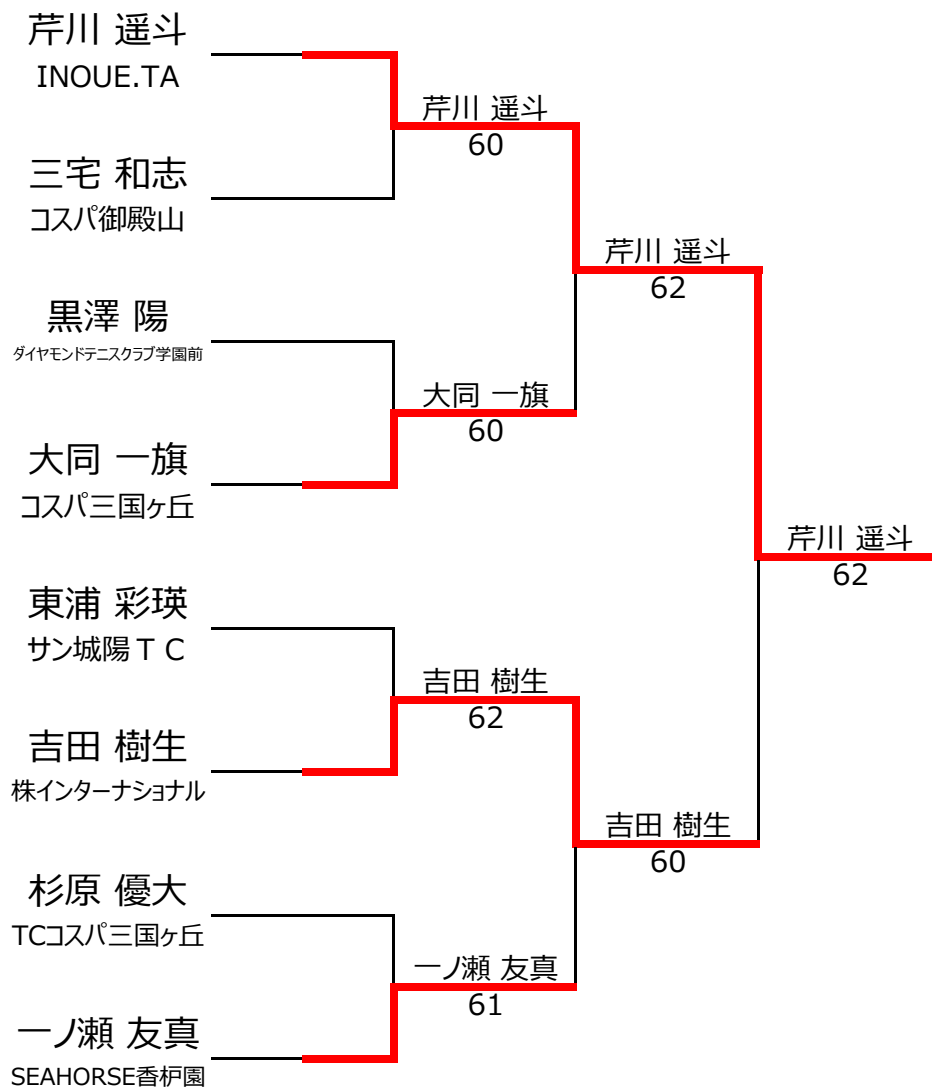 芹川 遥斗
INOUE.TA
三宅 和志
コスパ御殿山
黒澤 陽
ダイヤモンドテニスクラブ学園前
大同 一旗
コスパ三国ヶ丘
東浦 彩瑛
サン城陽ＴＣ
吉田 樹生
株インターナショナル
杉原 優大
TCコスパ三国ヶ丘
一ノ瀬 友真
SEAHORSE香枦園
芹川 遥斗
60
大同 一旗
60
吉田 樹生
62
一ノ瀬 友真
61
芹川 遥斗
62
吉田 樹生
60
芹川 遥斗
62